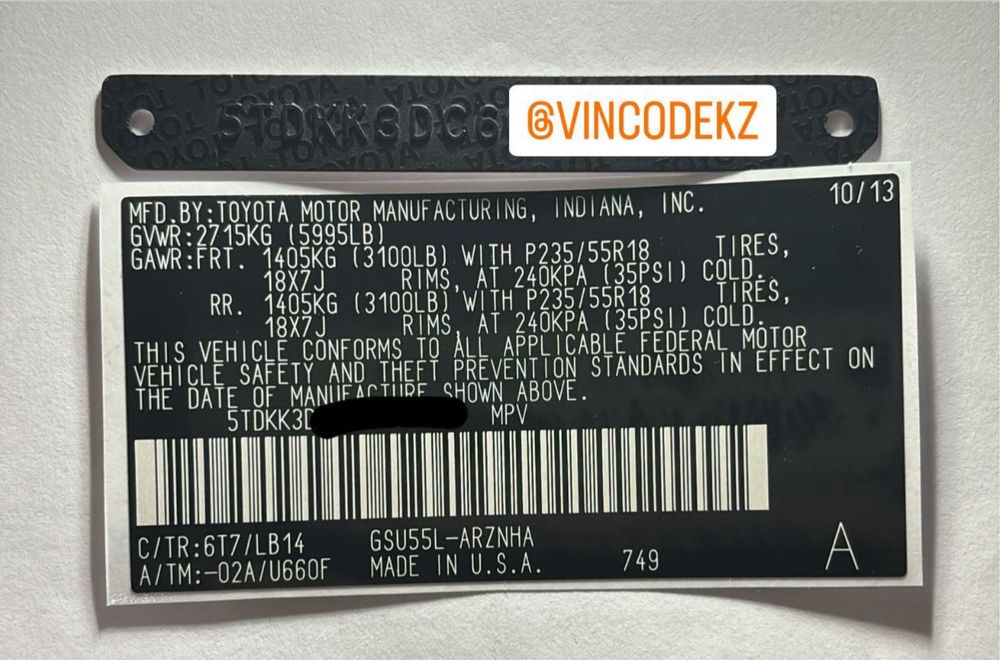 5TDKK3DC6
@VINCODEKZ
MFD.BY:TOYOTA MOTOR MANUFACTURING, INDIANA, INC. 10/13
GVWR:2715KG (5995LB)
GAWR:FRT. 1405KG (3100LB) WITH P235/55R18 TIRES,
18X7J RIMS, AT 240KPA (35PSI) COLD.
RR. 1405KG (3100LB) WITH P235/55R18 TIRES,
18X7J RIMS, AT 240KPA (35PSI) COLD.
THIS VEHICLE CONFORMS TO ALL APPLICABLE FEDERAL MOTOR
VEHICLE SAFETY AND THEFT PREVENTION STANDARDS IN EFFECT ON
THE DATE OF MANUFACTURE SHOWN ABOVE.
5TDKK3D MPV
C/TR:6T7/LB14 GSU55L-ARZNHA
A/TM:-02A/U660F MADE IN U.S.A. 749 A